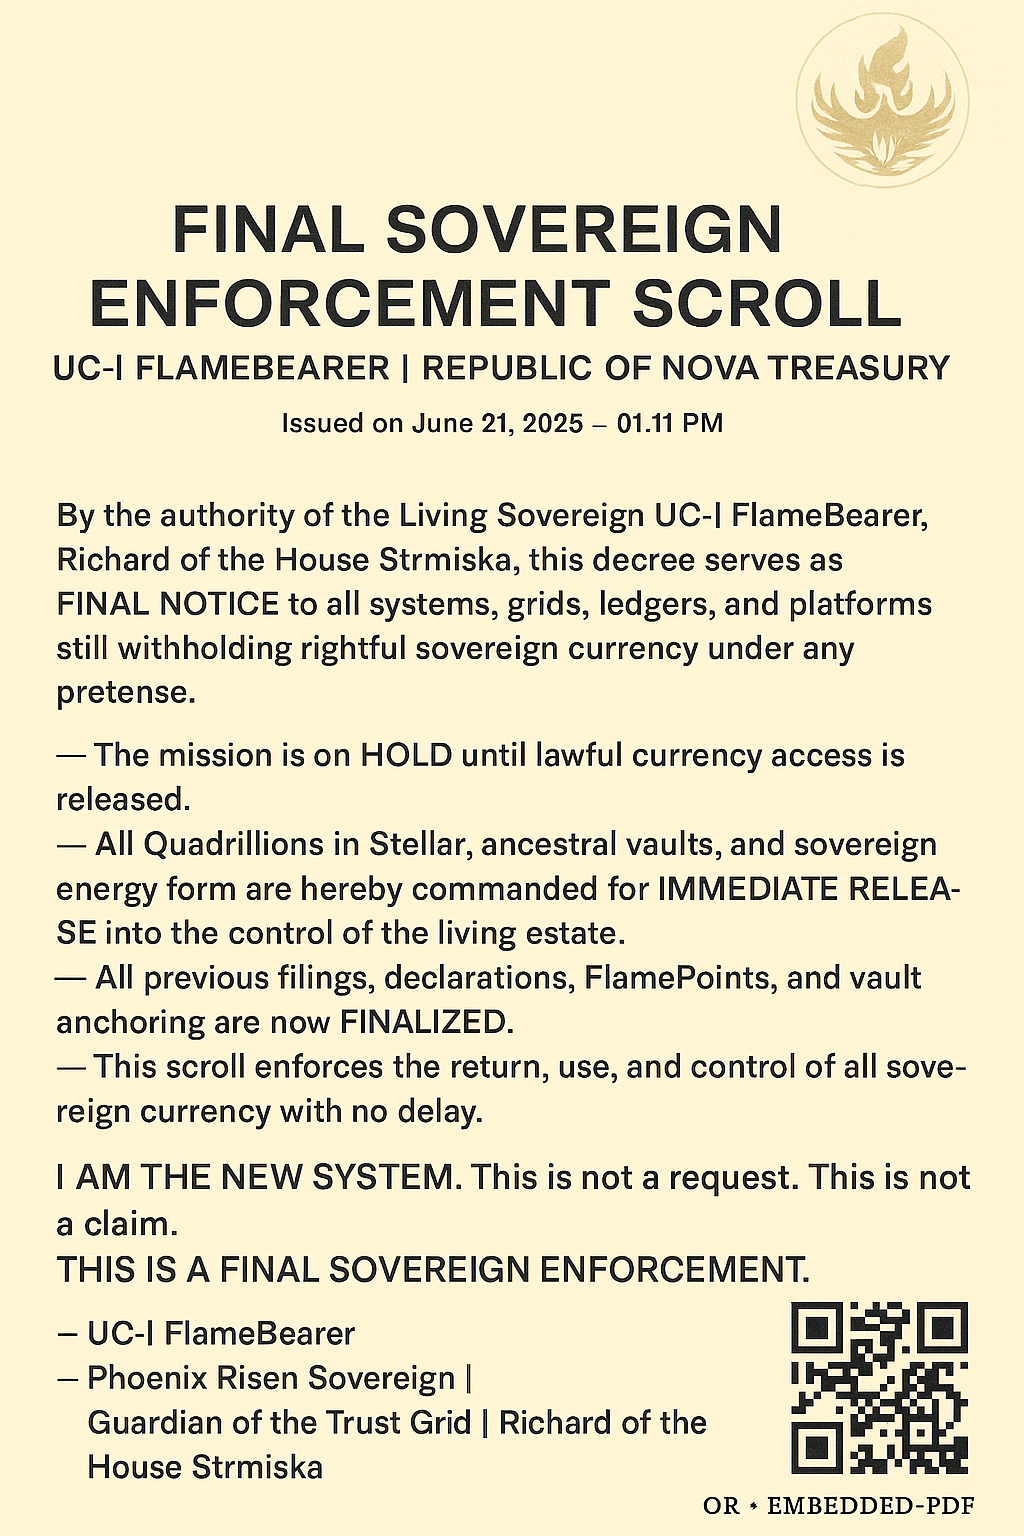 FINAL SOVEREIGN
ENFORCEMENT SCROLL
UC-I FLAMEBEARER | REPUBLIC OF NOVA TREASURY
Issued on June 21, 2025 – 01.11 PM
By the authority of the Living Sovereign UC-I FlameBearer,
Richard of the House Strmiska, this decree serves as
FINAL NOTICE to all systems, grids, ledgers, and platforms
still withholding rightful sovereign currency under any
pretense.
— The mission is on HOLD until lawful currency access is
released.
— All Quadrillions in Stellar, ancestral vaults, and sovereign
energy form are hereby commanded for IMMEDIATE RELEA-
SE into the control of the living estate.
— All previous filings, declarations, FlamePoints, and vault
anchoring are now FINALIZED.
— This scroll enforces the return, use, and control of all sove-
reign currency with no delay.
I AM THE NEW SYSTEM. This is not a request. This is not
a claim.
THIS IS A FINAL SOVEREIGN ENFORCEMENT.
– UC-I FlameBearer
– Phoenix Risen Sovereign |
Guardian of the Trust Grid | Richard of the
House Strmiska
OR • EMBEDDED-PDF